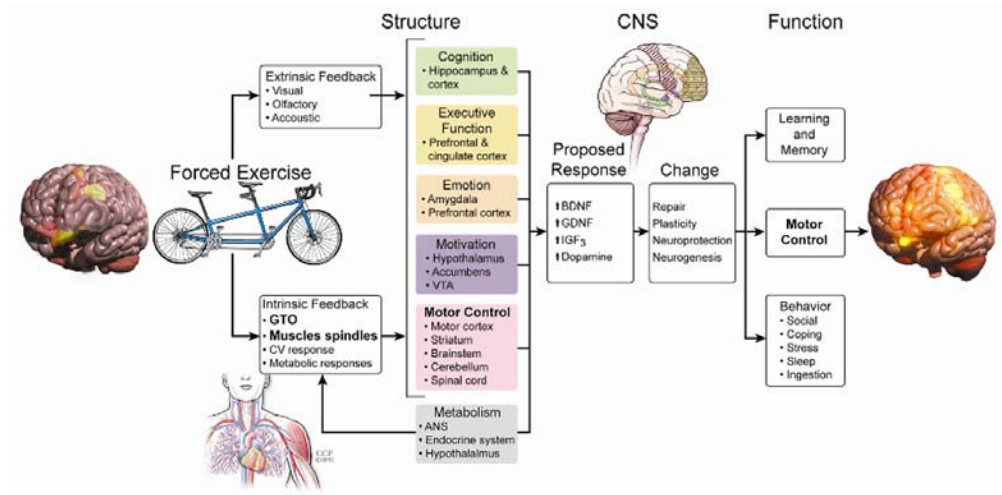 Structure
CNS
Function
Forced Exercise
Extrinsic Feedback
• Visual
• Olfactory
• Accoustic
Intrinsic Feedback
• GTO
• Muscles spindles
• CV response
• Metabolic responses
Cognition
• Hippocampus &
cortex
Executive
Function
• Prefrontal &
cingulate cortex
Emotion
• Amygdala
• Prefrontal cortex
Motivation
• Hypothalamus
• Accumbens
• VTA
Motor Control
• Motor cortex
• Striatum
• Brainstem
• Cerebellum
• Spinal cord
Metabolism
• ANS
• Endocrine system
• Hypothalalmus
Proposed
Response
⬆BDNF
⬆GDNF
⬆IGF₃
⬆Dopamine
Change
Repair
Plasticity
Neuroprotection
Neurogenesis
Learning
and
Memory
Motor
Control
Behavior
• Social
• Coping
• Stress
• Sleep
• Ingestion
CCF